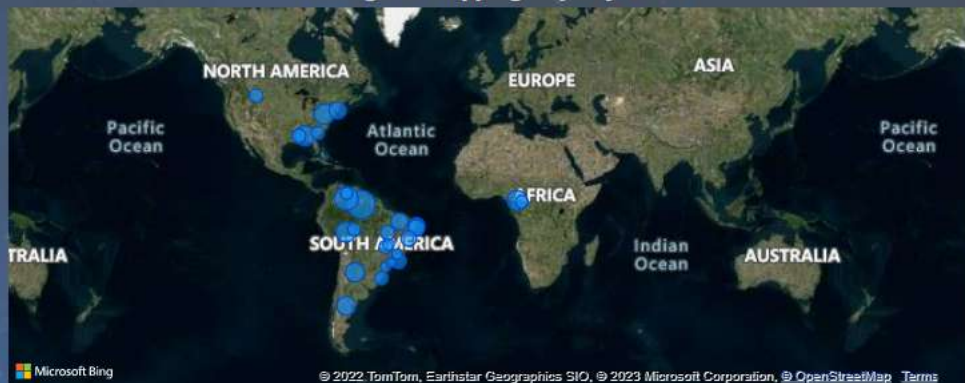 NORTH AMERICA
EUROPE
ASIA
Pacific
Ocean
Atlantic
Ocean
Pacific
Ocean
AFRICA
SOUTH AMERICA
TRALIA
Indian
Ocean
AUSTRALIA
Microsoft Bing
© 2022 TomTom, Earthstar Geographics SIO, © 2023 Microsoft Corporation, © OpenStreetMap Terms